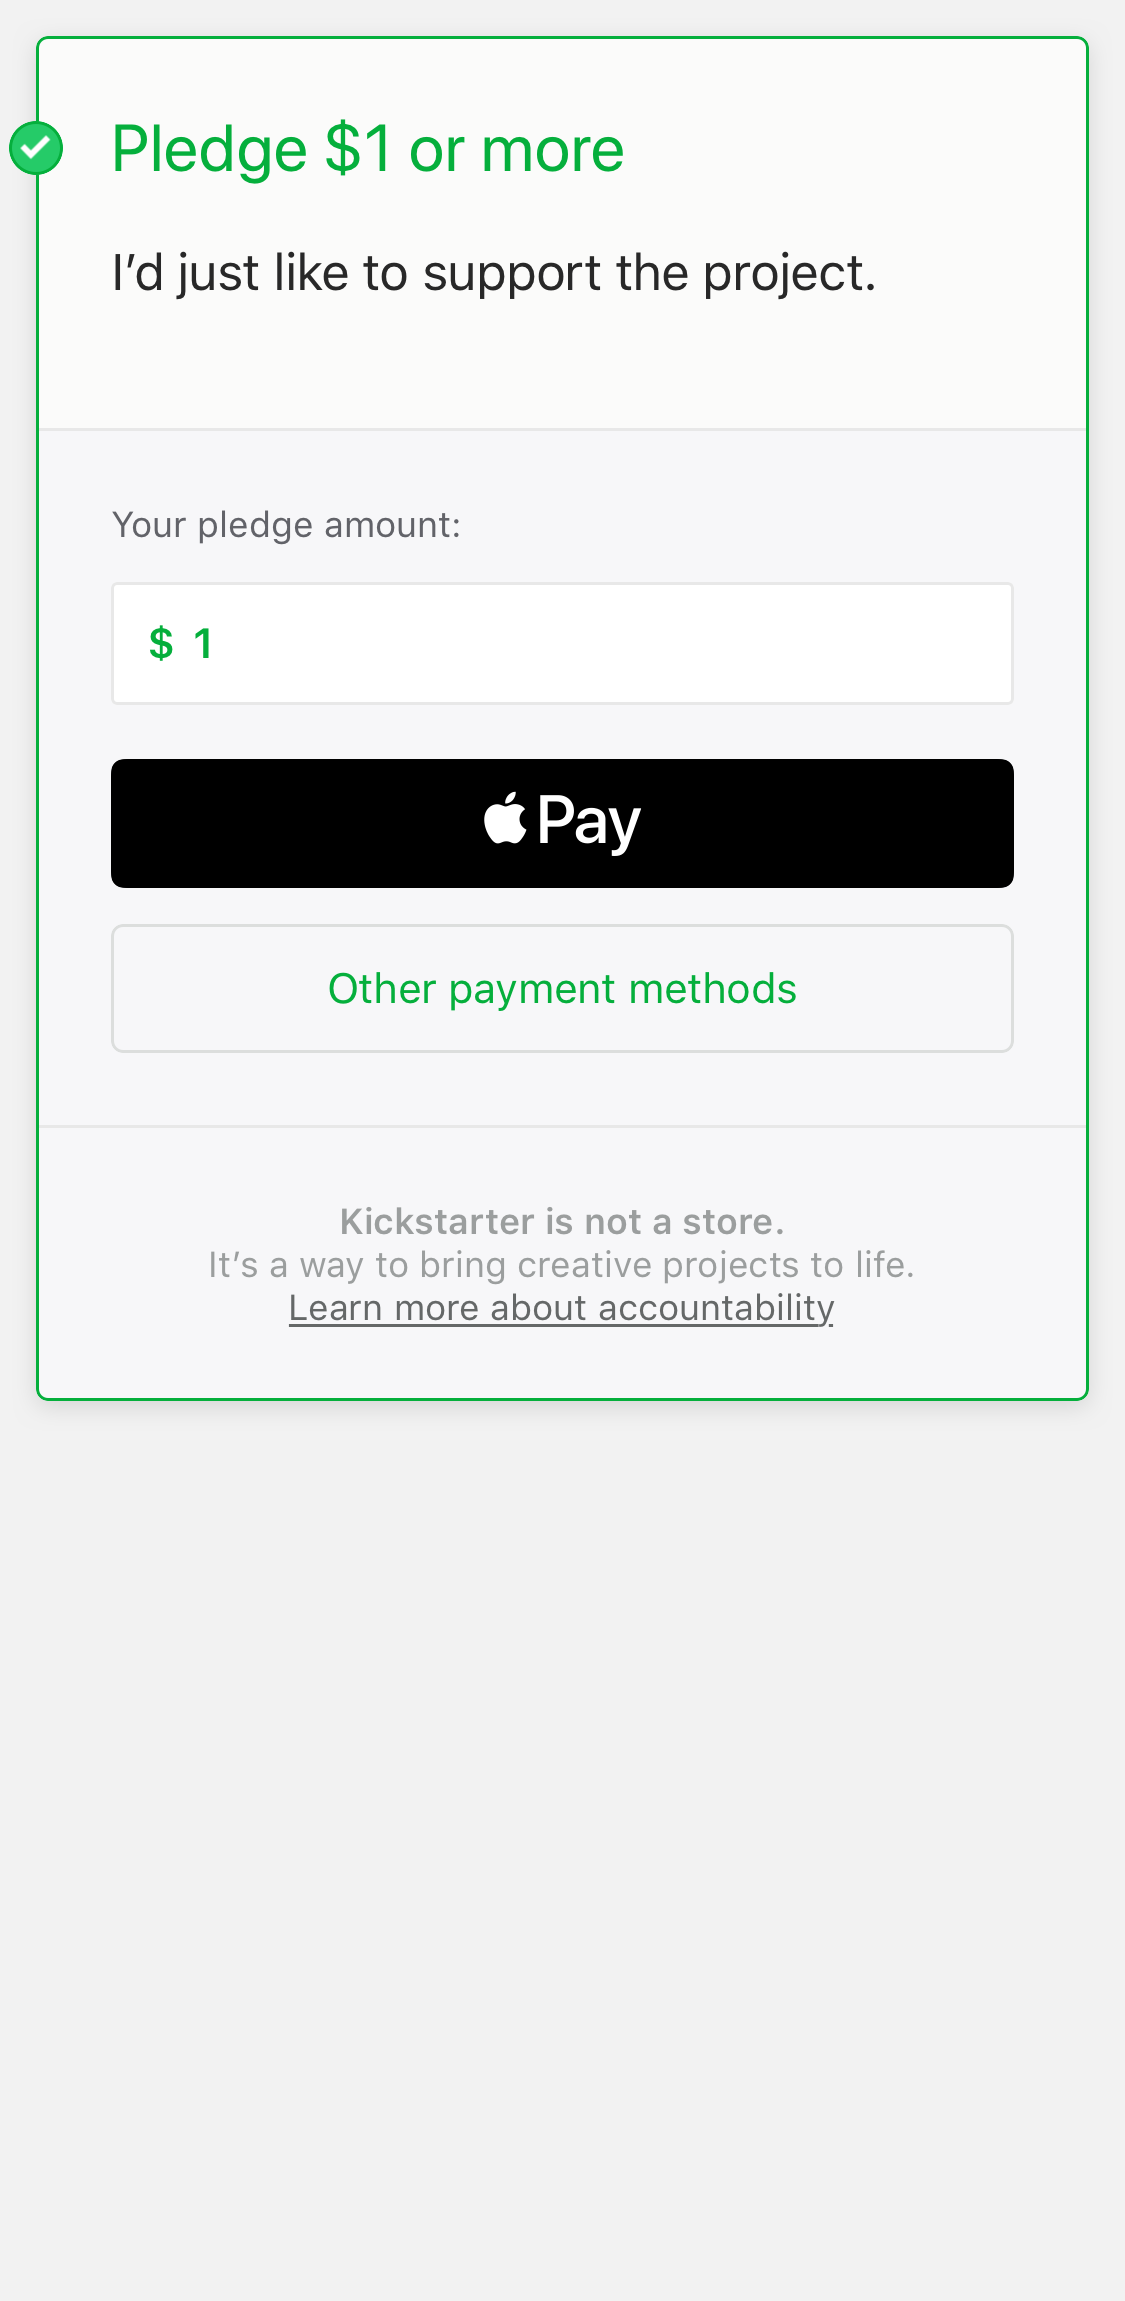 Pledge $1 or more
I’d just like to support the project.
Your pledge amount:
$ 1
Pay
Other payment methods
Kickstarter is not a store.
It’s a way to bring creative projects to life.
Learn more about accountability